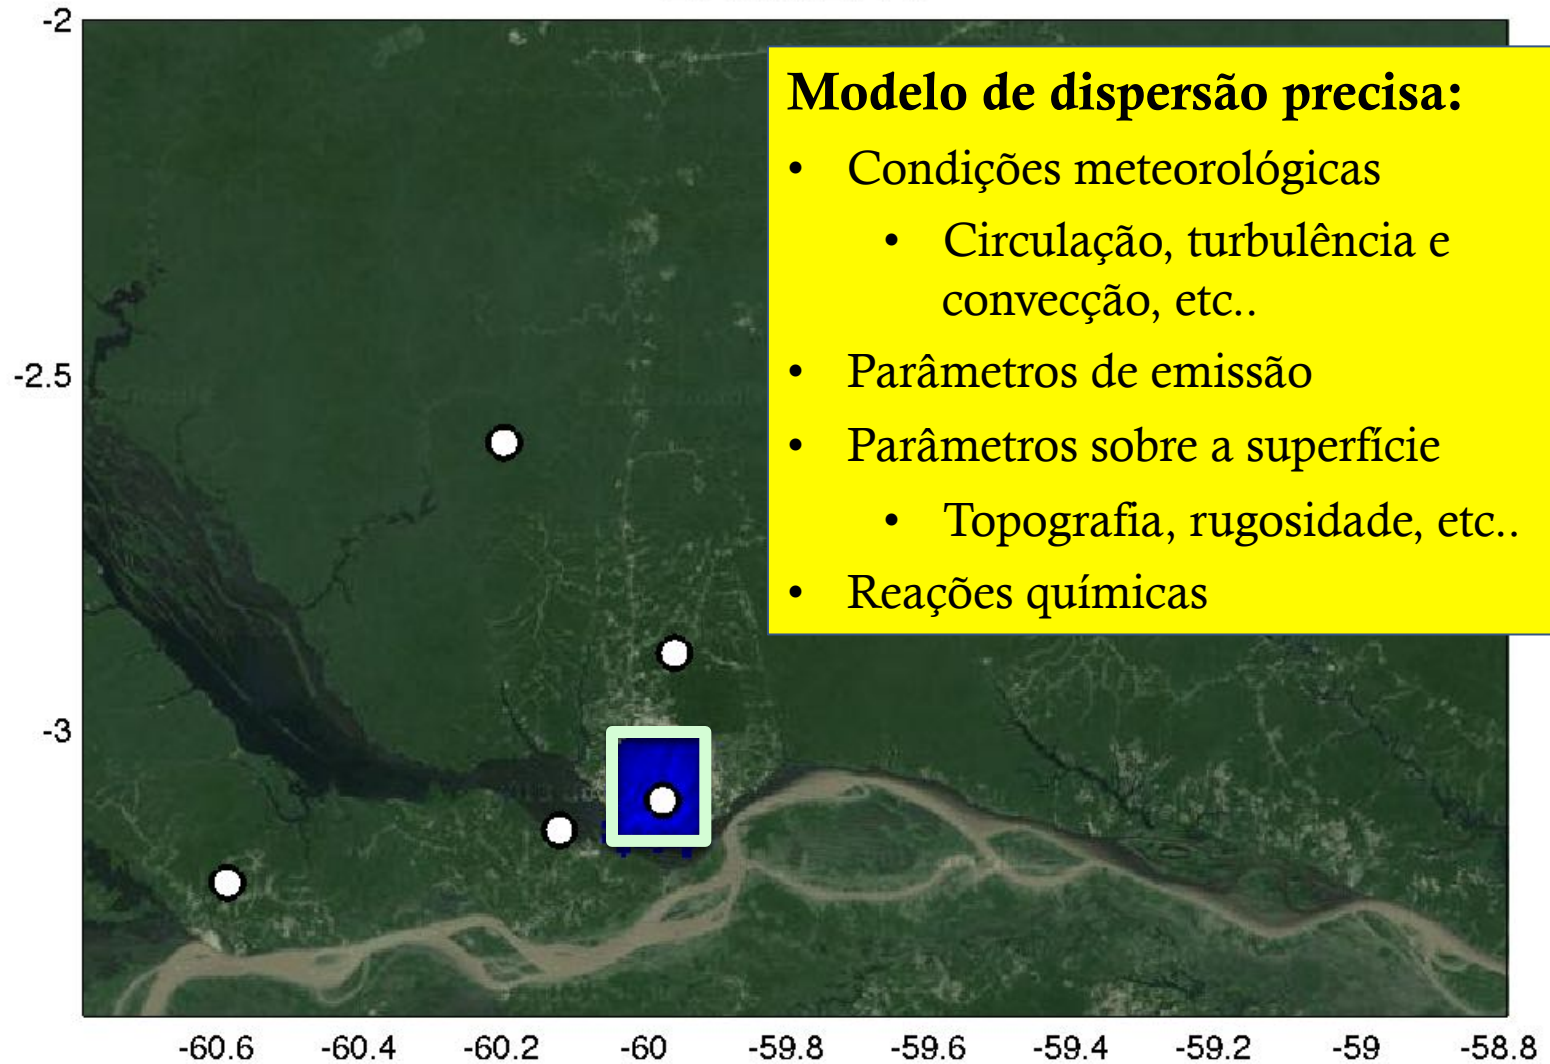 Modelo de dispersão precisa:
• Condições meteorológicas
• Circulação, turbulência e
convecção, etc..
• Parâmetros de emissão
• Parâmetros sobre a superfície
• Topografia, rugosidade, etc..
• Reações químicas
-2
-2.5
-3
-60.6 -60.4 -60.2 -60 -59.8 -59.6 -59.4 -59.2 -59 -58.8